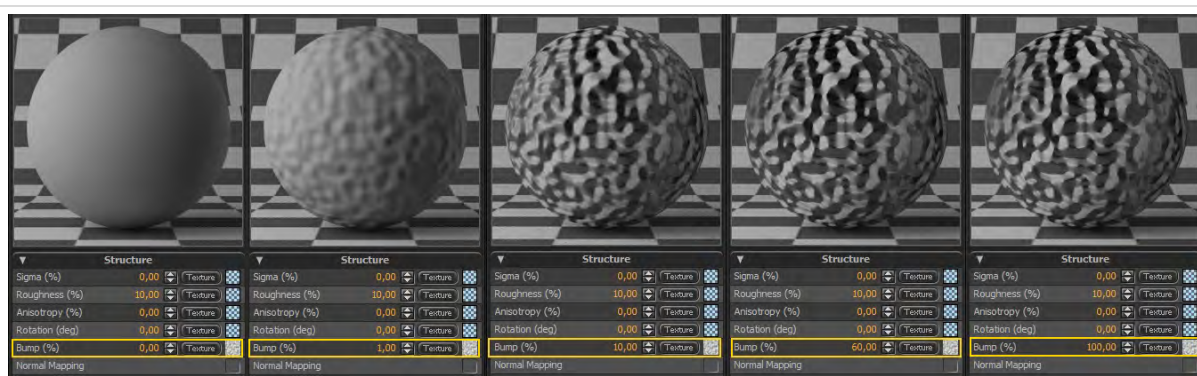 ▼ Structure
Sigma (%) 0,00 Texture
Roughness (%) 10,00 Texture
Anisotropy (%) 0,00 Texture
Rotation (deg) 0,00 Texture
Bump (%) 0,00 Texture
Normal Mapping
▼ Structure
Sigma (%) 0,00 Texture
Roughness (%) 10,00 Texture
Anisotropy (%) 0,00 Texture
Rotation (deg) 0,00 Texture
Bump (%) 1,00 Texture
Normal Mapping
▼ Structure
Sigma (%) 0,00 Texture
Roughness (%) 10,00 Texture
Anisotropy (%) 0,00 Texture
Rotation (deg) 0,00 Texture
Bump (%) 10,00 Texture
Normal Mapping
▼ Structure
Sigma (%) 0,00 Texture
Roughness (%) 10,00 Texture
Anisotropy (%) 0,00 Texture
Rotation (deg) 0,00 Texture
Bump (%) 60,00 Texture
Normal Mapping
▼ Structure
Sigma (%) 0,00 Texture
Roughness (%) 10,00 Texture
Anisotropy (%) 0,00 Texture
Rotation (deg) 0,00 Texture
Bump (%) 100,00 Texture
Normal Mapping